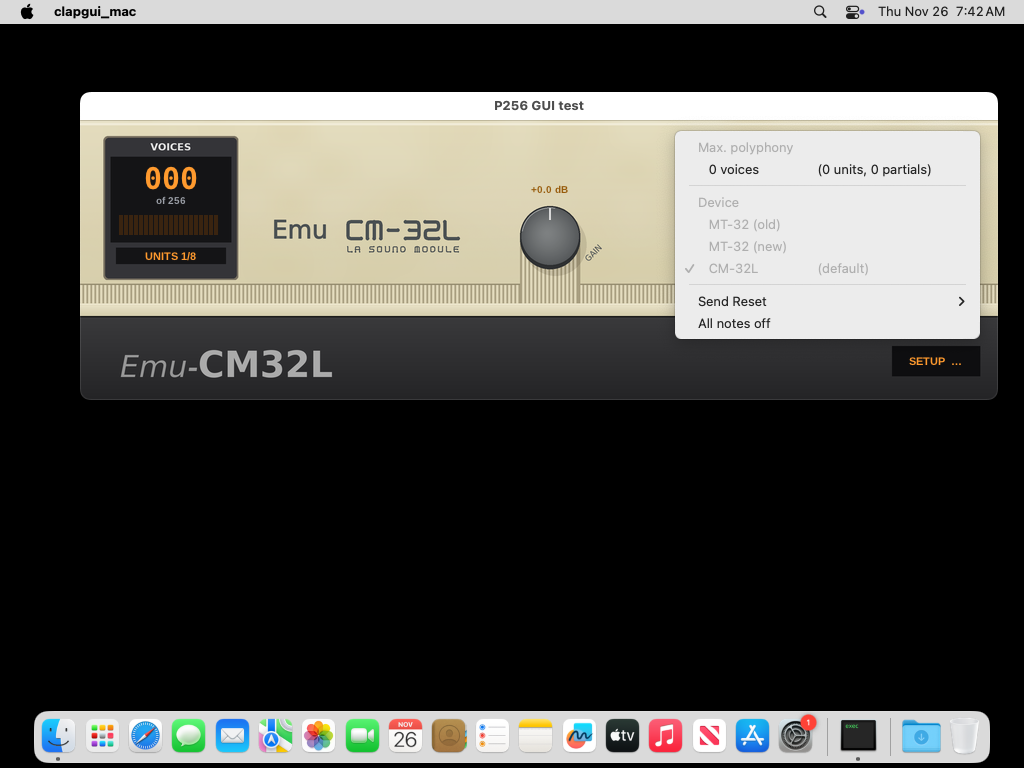 clapgui_mac
Thu Nov 26 7:42 AM
P256 GUI test
VOICES
000
of 256
UNITS 1/8
Emu CM-32L
LA SOUND MODULE
+0.0 dB
GAIN
Max. polyphony
0 voices (0 units, 0 partials)
Device
MT-32 (old)
MT-32 (new)
CM-32L (default)
Send Reset
All notes off
Emu-CM32L
SETUP ...
NOV
26
tv
1